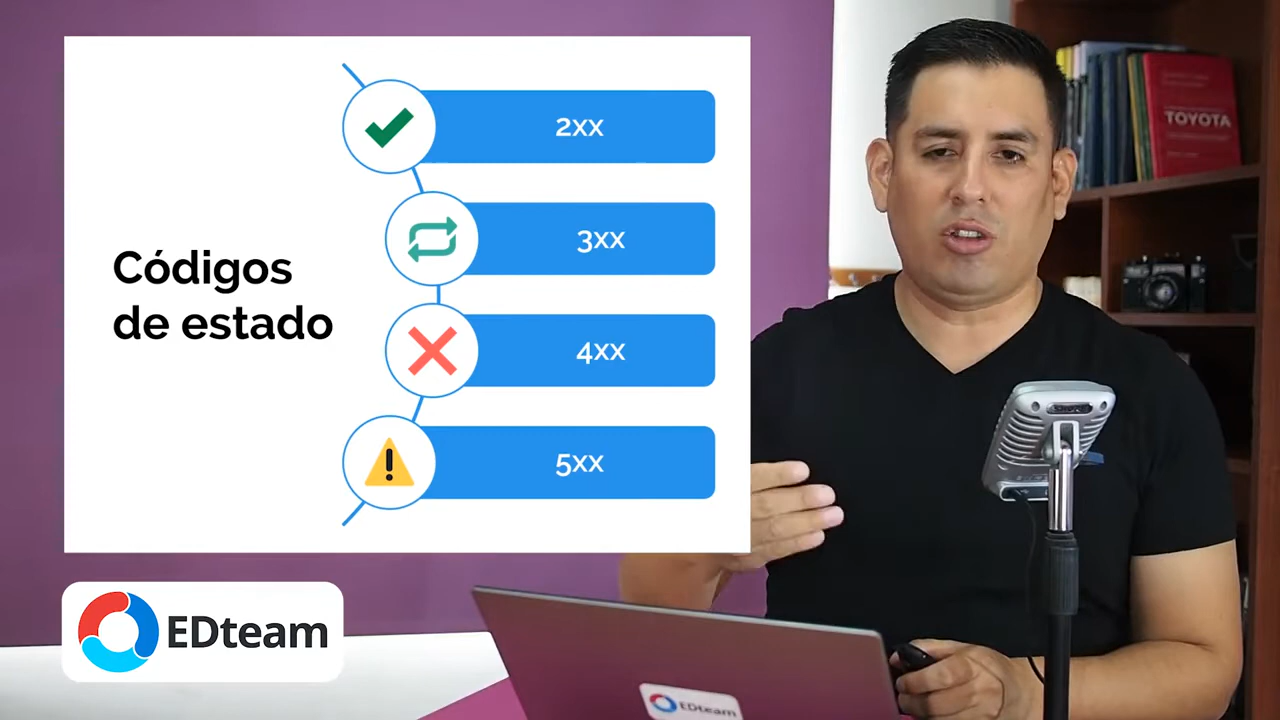 Códigos
de estado
2xx
3xx
4xx
5xx
EDteam
EDteam
TOYOTA